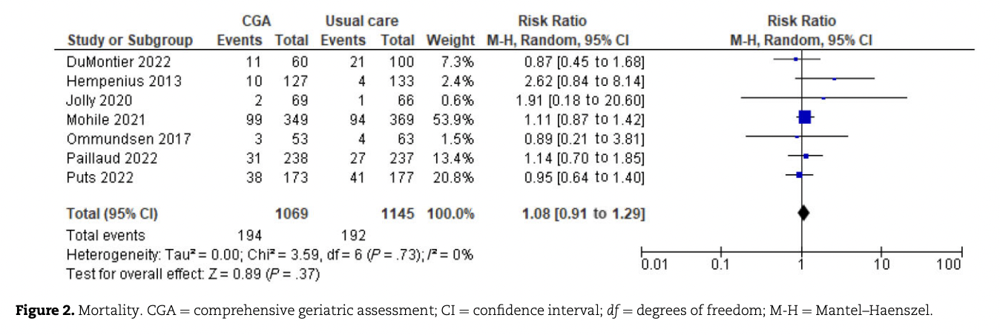 CGA Usual care Risk Ratio Risk Ratio
Study or Subgroup Events Total Events Total Weight M-H, Random, 95% CI M-H, Random, 95% CI
DuMontier 2022 11 60 21 100 7.3% 0.87 [0.45 to 1.68]
Hempenius 2013 10 127 4 133 2.4% 2.62 [0.84 to 8.14]
Jolly 2020 2 69 1 66 0.6% 1.91 [0.18 to 20.60]
Mohile 2021 99 349 94 369 53.9% 1.11 [0.87 to 1.42]
Ommundsen 2017 3 53 4 63 1.5% 0.89 [0.21 to 3.81]
Paillaud 2022 31 238 27 237 13.4% 1.14 [0.70 to 1.85]
Puts 2022 38 173 41 177 20.8% 0.95 [0.64 to 1.40]
Total (95% CI) 1069 1145 100.0% 1.08 [0.91 to 1.29]
Total events 194 192
Heterogeneity: Tau² = 0.00; Chi² = 3.59, df = 6 (P = .73); I² = 0%
Test for overall effect: Z = 0.89 (P = .37)
0.01 0.1 1 10 100
Figure 2. Mortality. CGA = comprehensive geriatric assessment; CI = confidence interval; df = degrees of freedom; M-H = Mantel–Haenszel.